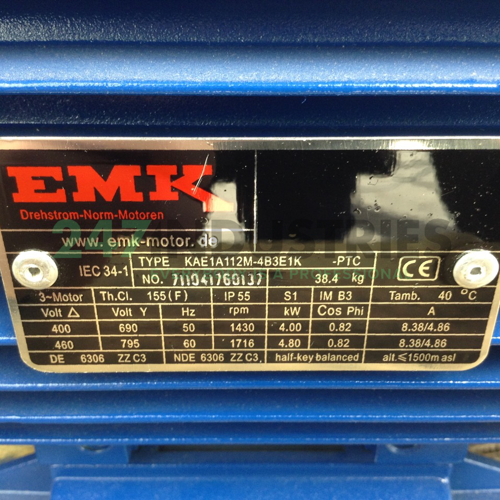 EMK
Drehstrom-Norm-Motoren
www.emk-motor.de
247 INDUSTRIES
IEC 34-1 TYPE KAE1A112M-4B3E1K -PTC CE
NO. 711041760137 38.4 kg
3~Motor Th.Cl. 155(F) IP 55 S1 IM B3 Tamb. 40 °C
Volt Δ Volt Y Hz rpm kW Cos Phi A
400 690 50 1430 4.00 0.82 8.38/4.86
460 795 60 1716 4.80 0.82 8.38/4.86
DE 6306 ZZ C3 NDE 6306 ZZ C3, half-key balanced alt.≤1500m asl